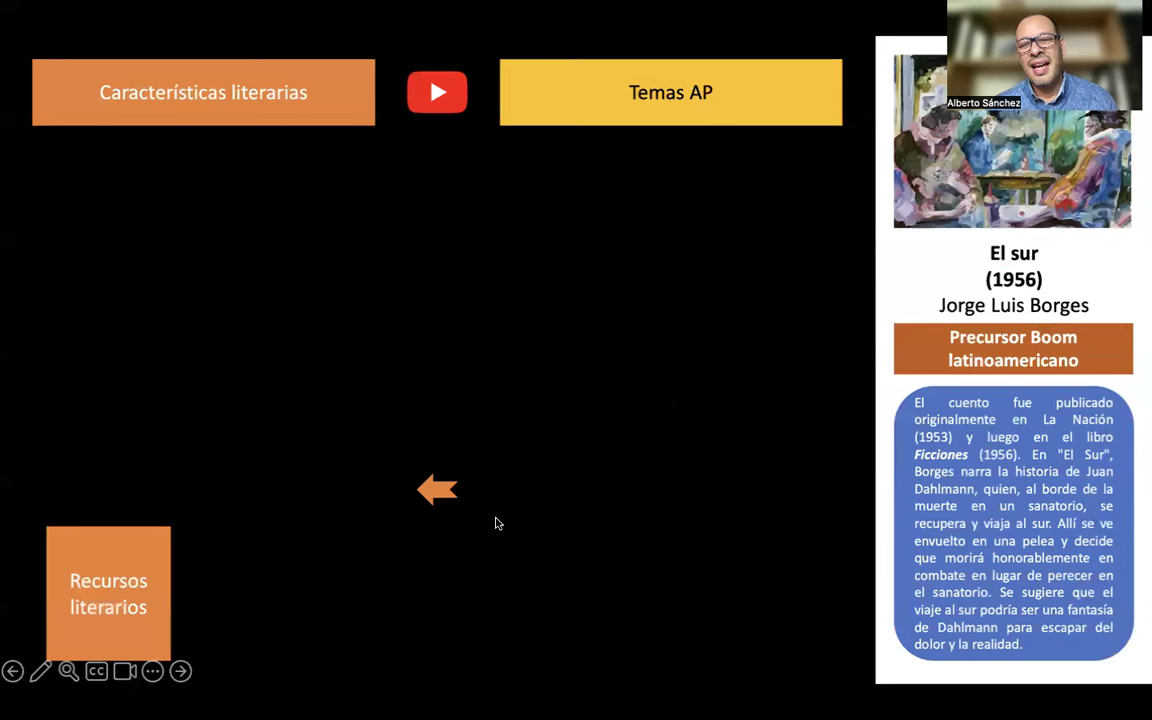 Características literarias
Temas AP
Alberto Sánchez
El sur
(1956)
Jorge Luis Borges
Precursor Boom
latinoamericano
El cuento fue publicado
originalmente en La Nación
(1953) y luego en el libro
Ficciones (1956). En "El Sur",
Borges narra la historia de Juan
Dahlmann, quien, al borde de la
muerte en un sanatorio, se
recupera y viaja al sur. Allí se ve
envuelto en una pelea y decide
que morirá honorablemente en
combate en lugar de perecer en
el sanatorio. Se sugiere que el
viaje al sur podría ser una fantasía
de Dahlmann para escapar del
dolor y la realidad.
Recursos
literarios
CC